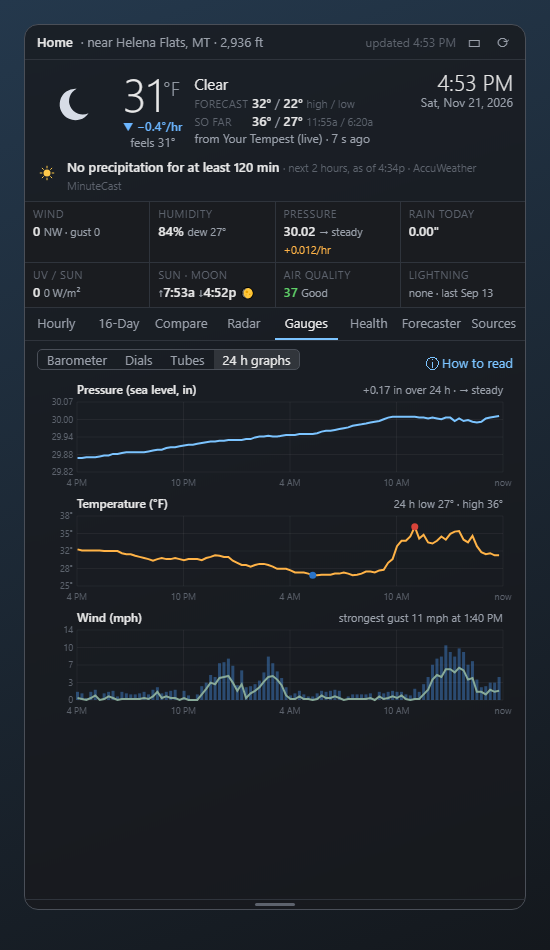 Home · near Helena Flats, MT · 2,936 ft
updated 4:53 PM
31°F
▼ −0.4°/hr
feels 31°
Clear
FORECAST 32° / 22° high / low
SO FAR 36° / 27° 11:55a / 6:20a
from Your Tempest (live) · 7 s ago
4:53 PM
Sat, Nov 21, 2026
No precipitation for at least 120 min · next 2 hours, as of 4:34p · AccuWeather
MinuteCast
WIND
0 NW · gust 0
HUMIDITY
84% dew 27°
PRESSURE
30.02 → steady
+0.012/hr
RAIN TODAY
0.00"
UV / SUN
0 0 W/m²
SUN · MOON
↑7:53a ↓4:52p
AIR QUALITY
37 Good
LIGHTNING
none · last Sep 13
Hourly 16-Day Compare Radar Gauges Health Forecaster Sources
Barometer Dials Tubes 24 h graphs
How to read
Pressure (sea level, in)
+0.17 in over 24 h · → steady
30.07
30.00
29.94
29.88
29.82
4 PM 10 PM 4 AM 10 AM now
Temperature (°F)
24 h low 27° · high 36°
38°
35°
32°
28°
25°
4 PM 10 PM 4 AM 10 AM now
Wind (mph)
strongest gust 11 mph at 1:40 PM
14
10
7
3
0
4 PM 10 PM 4 AM 10 AM now